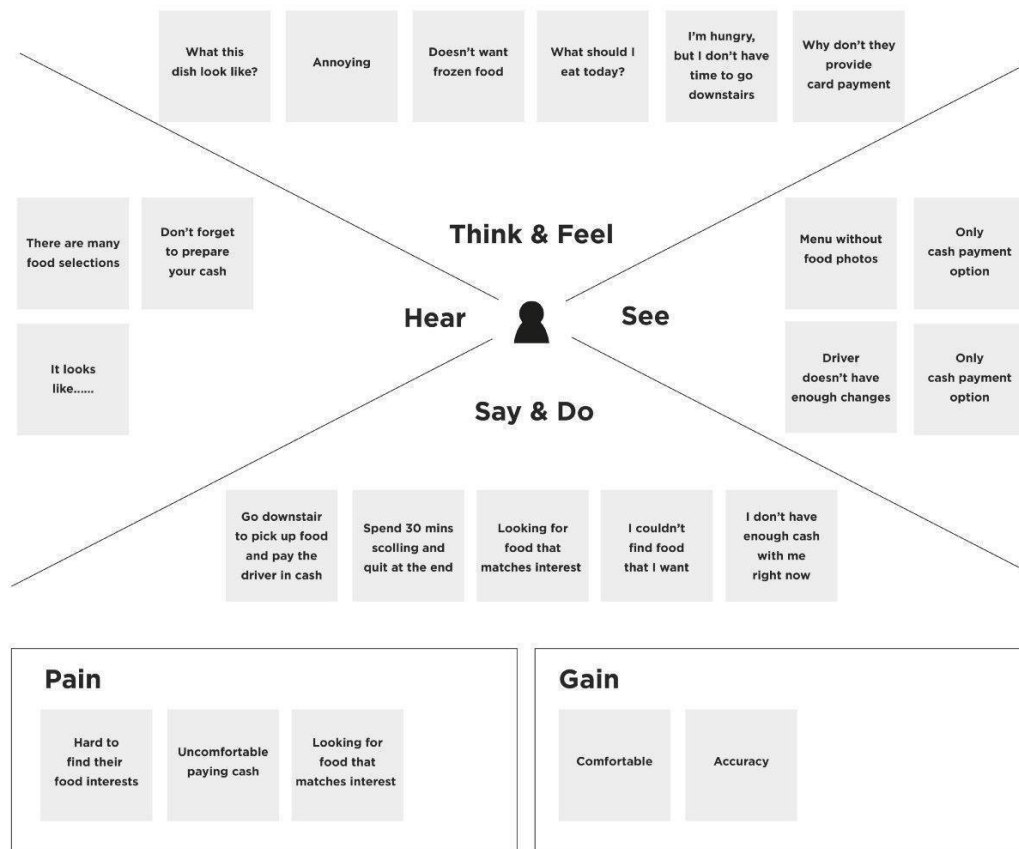 What this
dish look like?
Annoying
Doesn't want
frozen food
What should I
eat today?
I'm hungry,
but I don't have
time to go
downstairs
Why don't they
provide
card payment
Think & Feel
Hear
There are many
food selections
Don't forget
to prepare
your cash
It looks
like......
See
Menu without
food photos
Only
cash payment
option
Driver
doesn't have
enough changes
Only
cash payment
option
Say & Do
Go downstair
to pick up food
and pay the
driver in cash
Spend 30 mins
scolling and
quit at the end
Looking for
food that
matches interest
I couldn't
find food
that I want
I don't have
enough cash
with me
right now
Pain
Hard to
find their
food interests
Uncomfortable
paying cash
Looking for
food that
matches interest
Gain
Comfortable
Accuracy